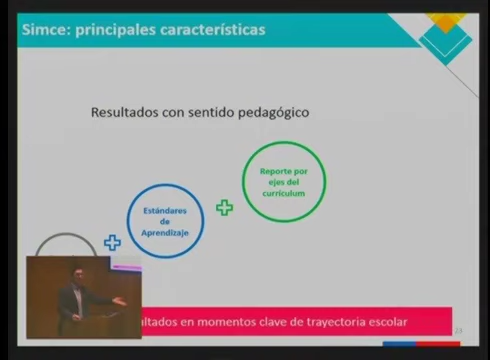 Simce: principales características
Resultados con sentido pedagógico
Reporte por
ejes del
currículum
Estándares
de
Aprendizaje
ultados en momentos clave de trayectoria escolar